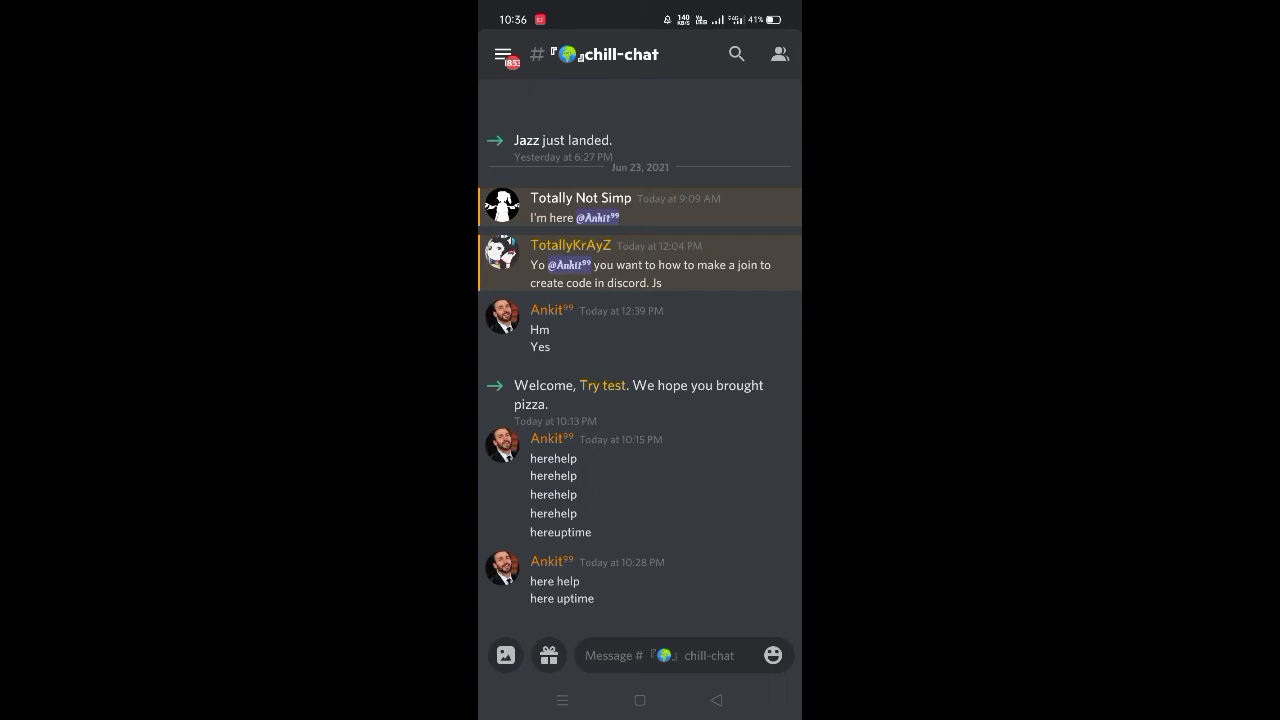 10:36 140 KB/S 41%
853 # 『🌍』chill-chat
Jazz just landed.
Yesterday at 6:27 PM
Jun 23, 2021
Totally Not Simp Today at 9:09 AM
I'm here @Ankit⁹⁹
TotallyKrAyZ Today at 12:04 PM
Yo @Ankit⁹⁹ you want to how to make a join to
create code in discord. Js
Ankit⁹⁹ Today at 12:39 PM
Hm
Yes
Welcome, Try test. We hope you brought
pizza.
Today at 10:13 PM
Ankit⁹⁹ Today at 10:15 PM
herehelp
herehelp
herehelp
herehelp
hereuptime
Ankit⁹⁹ Today at 10:28 PM
here help
here uptime
Message # 『🌍』 chill-chat